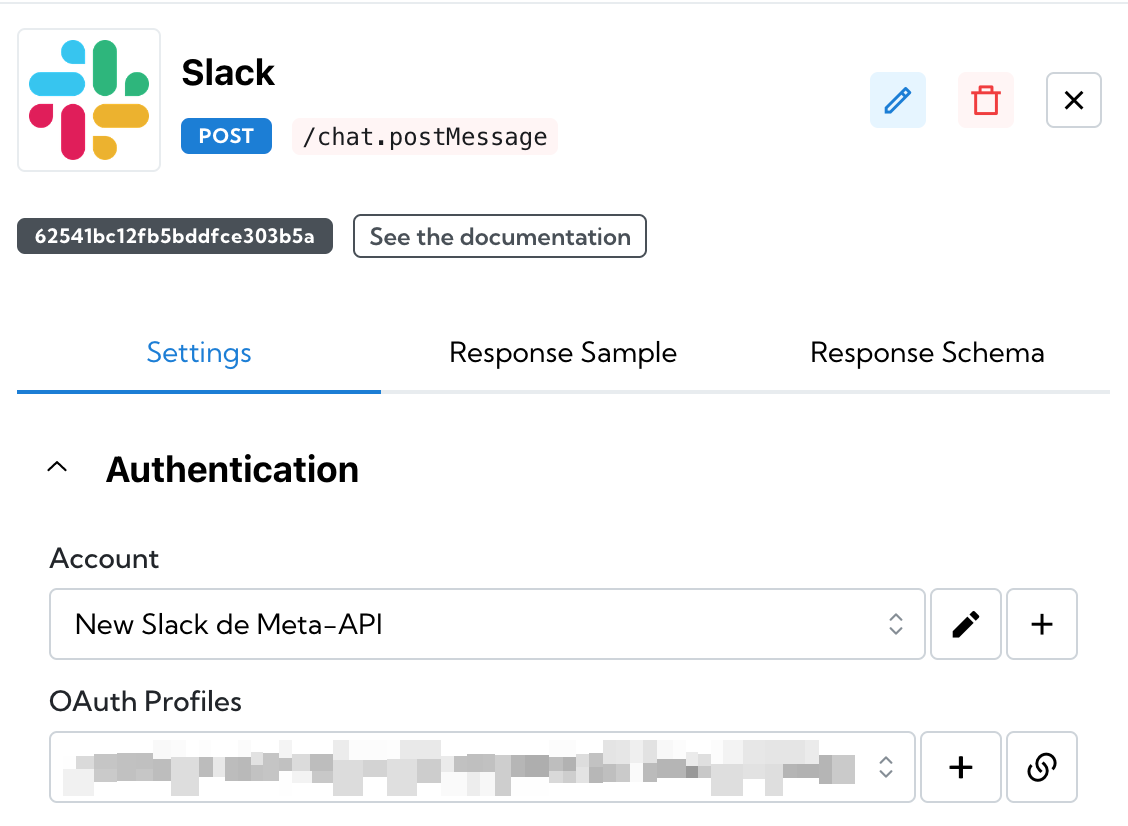 Slack
POST /chat.postMessage
62541bc12fb5bddfce303b5a See the documentation
Settings Response Sample Response Schema
Authentication
Account
New Slack de Meta-API
OAuth Profiles